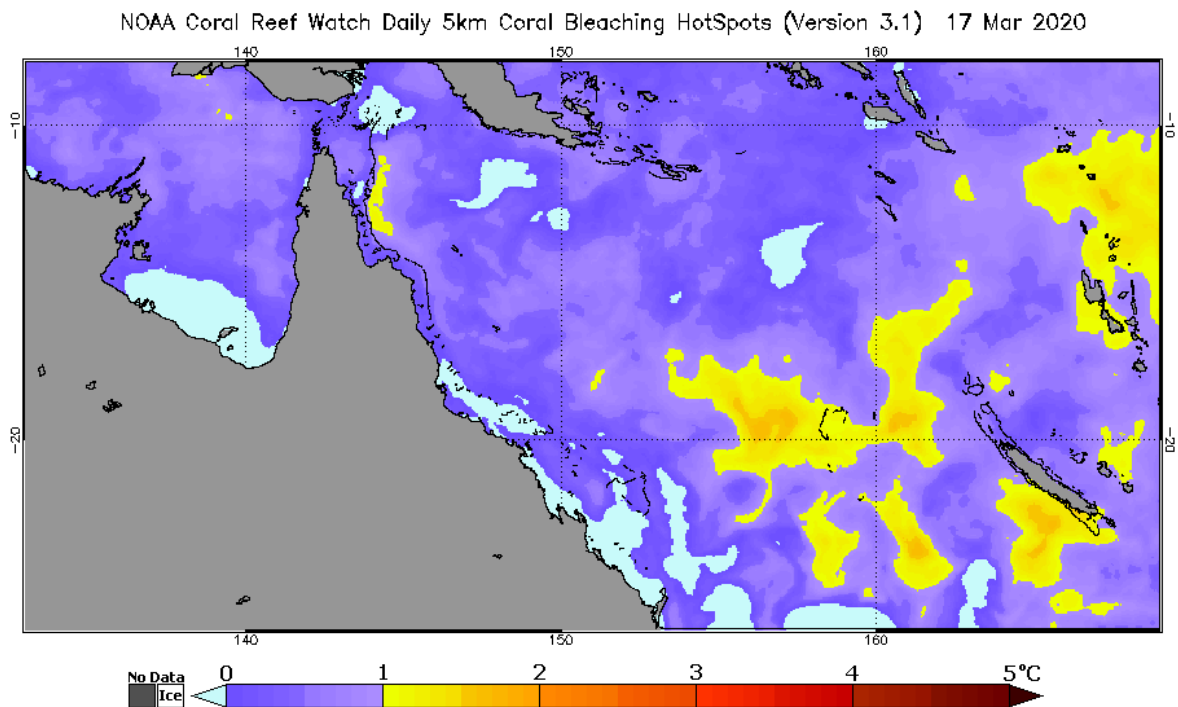 NOAA Coral Reef Watch Daily 5km Coral Bleaching HotSpots (Version 3.1) 17 Mar 2020
140 150 160
-10 -10
-20 -20
140 150 160
No Data 0 1 2 3 4 5°C
Ice